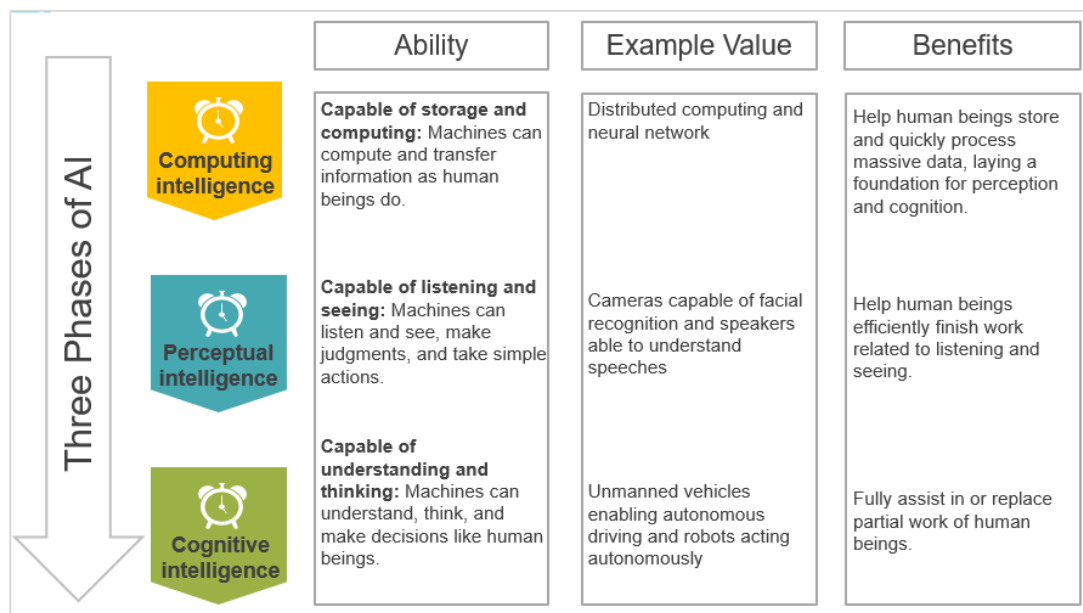 Ability
Example Value
Benefits
Three Phases of AI
Computing
intelligence
Capable of storage and
computing: Machines can
compute and transfer
information as human
beings do.
Distributed computing and
neural network
Help human beings store
and quickly process
massive data, laying a
foundation for perception
and cognition.
Perceptual
intelligence
Capable of listening and
seeing: Machines can
listen and see, make
judgments, and take simple
actions.
Cameras capable of facial
recognition and speakers
able to understand
speeches
Help human beings
efficiently finish work
related to listening and
seeing.
Cognitive
intelligence
Capable of
understanding and
thinking: Machines can
understand, think, and
make decisions like human
beings.
Unmanned vehicles
enabling autonomous
driving and robots acting
autonomously
Fully assist in or replace
partial work of human
beings.